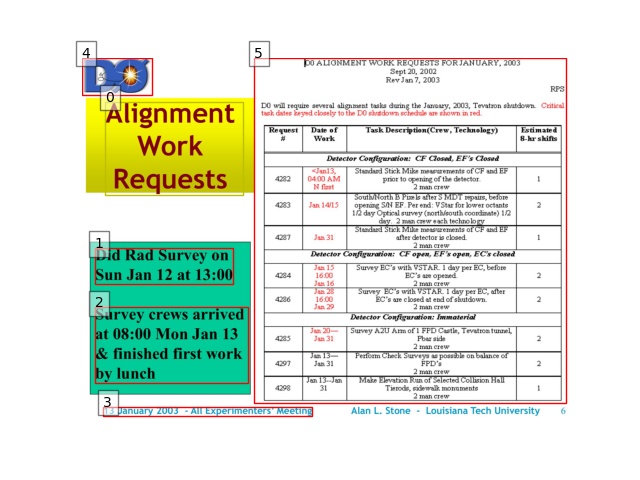 4
5
0
Alignment
Work
Requests
1
Did Rad Survey on
Sun Jan 12 at 13:00
2
Survey crews arrived
at 08:00 Mon Jan 13
& finished first work
by lunch
D0 ALIGNMENT WORK REQUESTS FOR JANUARY, 2003
Sept 20, 2002
Rev Jan 7, 2003
RPS
D0 will require several alignment tasks during the January, 2003, Tevatron shutdown. Critical
task dates keyed closely to the D0 shutdown schedule are shown in red.
Request # Date of Work Task Description(Crew, Technology) Estimated 8-hr shifts
Detector Configuration: CF Closed, EF's Closed
4282 <Jan13, 04:00 AM N first Standard Stick Mike measurements of CF and EF prior to opening of the detector. 2 man crew 1
4283 Jan 14/15 South/North B Pixels after S MDT repairs, before opening S/N EF. Per end: VStar for lower octants 1/2 day Optical survey (north/south coordinate) 1/2 day. 2 man crew each technology 2
4287 Jan 31 Standard Stick Mike measurements of CF and EF after detector is closed. 2 man crew 1
Detector Configuration: CF open, EF's open, EC's closed
4284 Jan 15 16:00 Jan 16 Survey EC's with VSTAR. 1 day per EC, before EC's are opened. 2 man crew 2
4286 Jan 28 16:00 Jan 29 Survey EC's with VSTAR. 1 day per EC, after EC's are closed at end of shutdown. 2 man crew 2
Detector Configuration: Immaterial
4285 Jan 20—Jan 31 Survey A2U Arm of 1 FPD Castle, Tevatron tunnel, Pbar side 2 man crew 2
4297 Jan 13—Jan 31 Perform Check Surveys as possible on balance of FPD's 2 man crew 2
4298 Jan 13--Jan 31 Make Elevation Run of Selected Collision Hall Tierods, sidewalk monuments 2 man crew 1
3
13 January 2003 - All Experimenters' Meeting Alan L. Stone - Louisiana Tech University 6